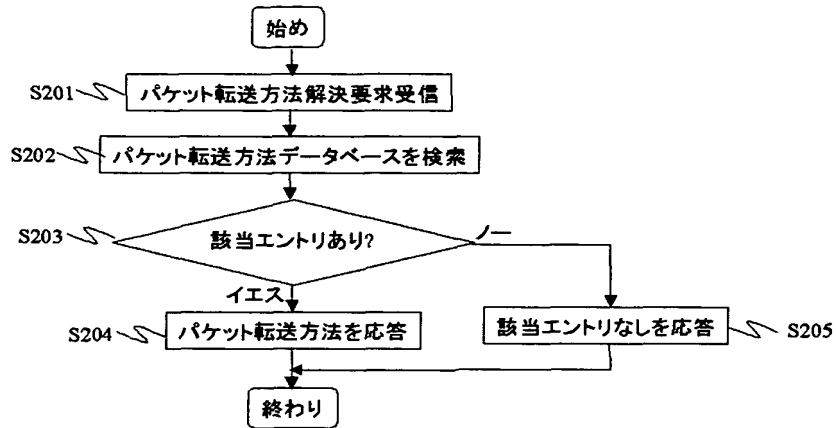 始め
S201
パケット転送方法解決要求受信
S202
パケット転送方法データベースを検索
S203
該当エントリあり?
ノー
イエス
S204
パケット転送方法を応答
該当エントリなしを応答
S205
終わり